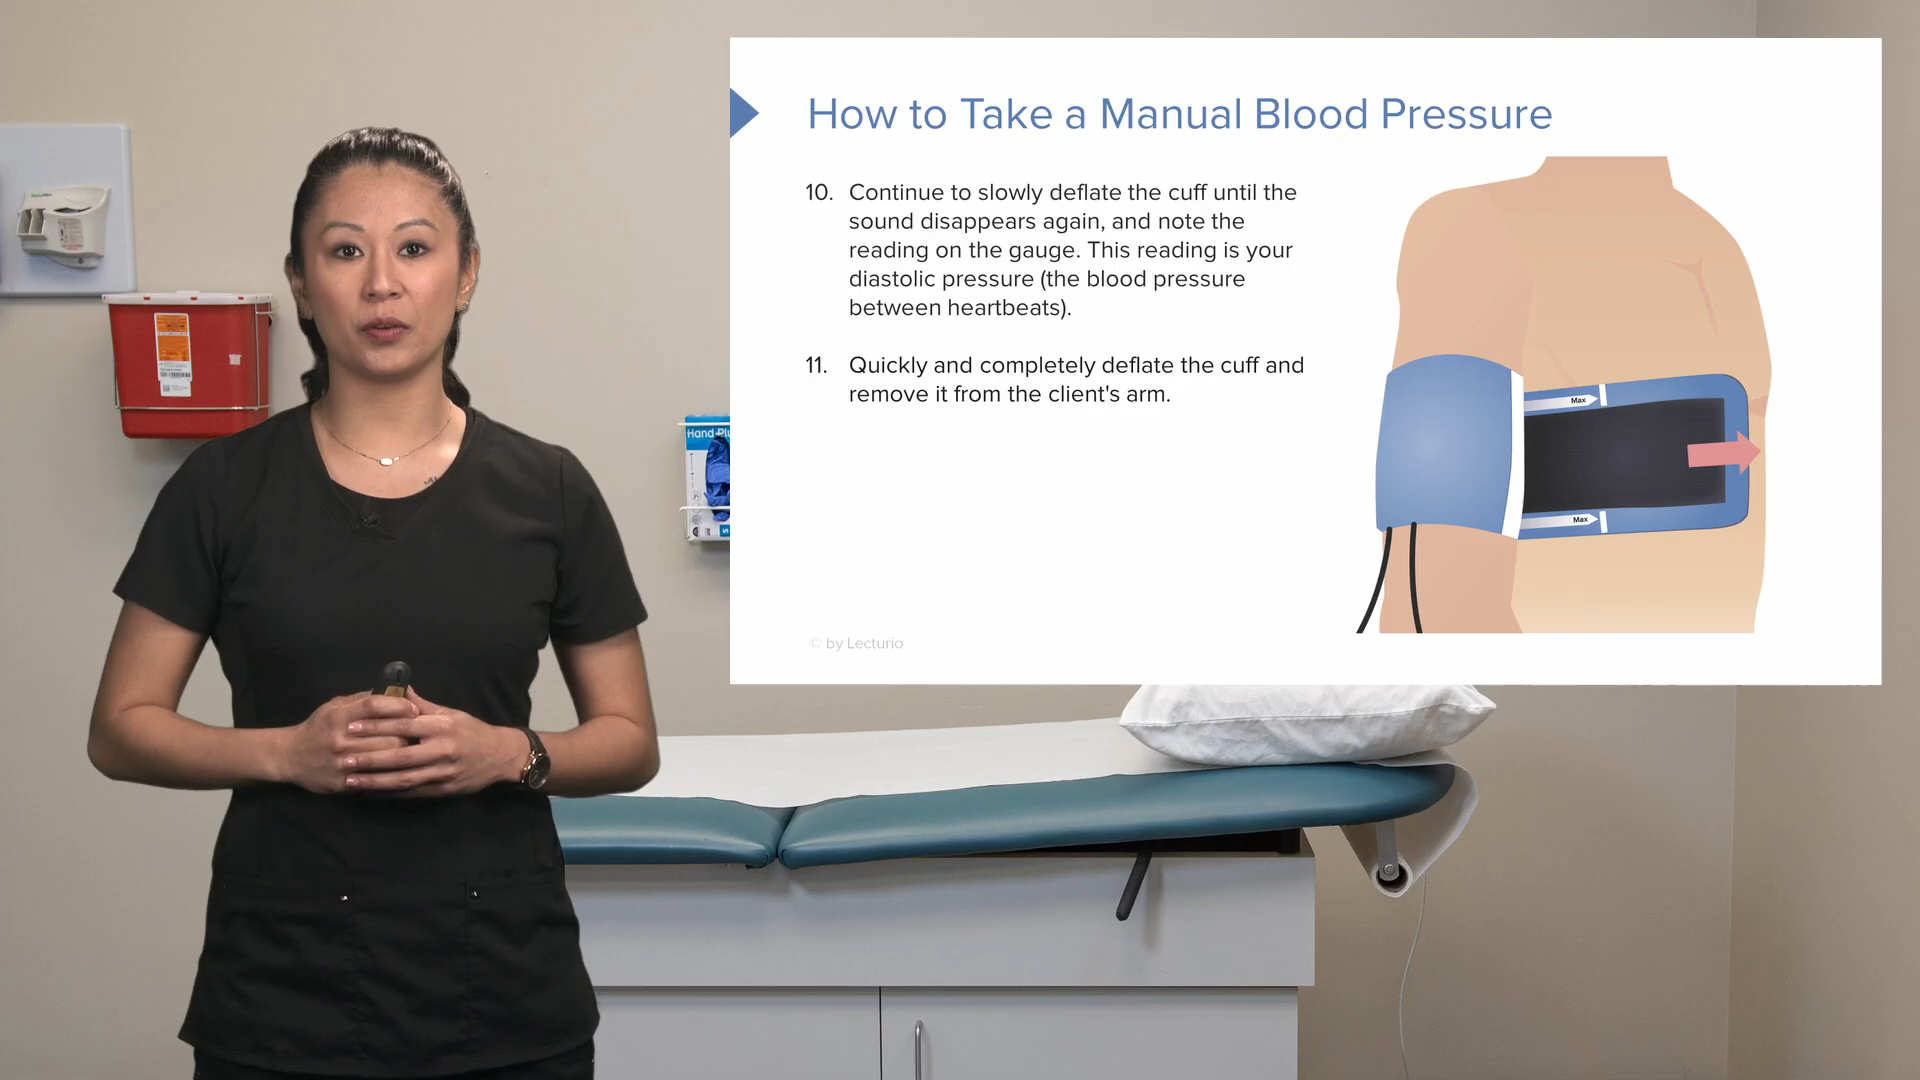 How to Take a Manual Blood Pressure
10. Continue to slowly deflate the cuff until the
sound disappears again, and note the
reading on the gauge. This reading is your
diastolic pressure (the blood pressure
between heartbeats).
11. Quickly and completely deflate the cuff and
remove it from the client's arm.
Max
Max
© by Lecturio
Hand